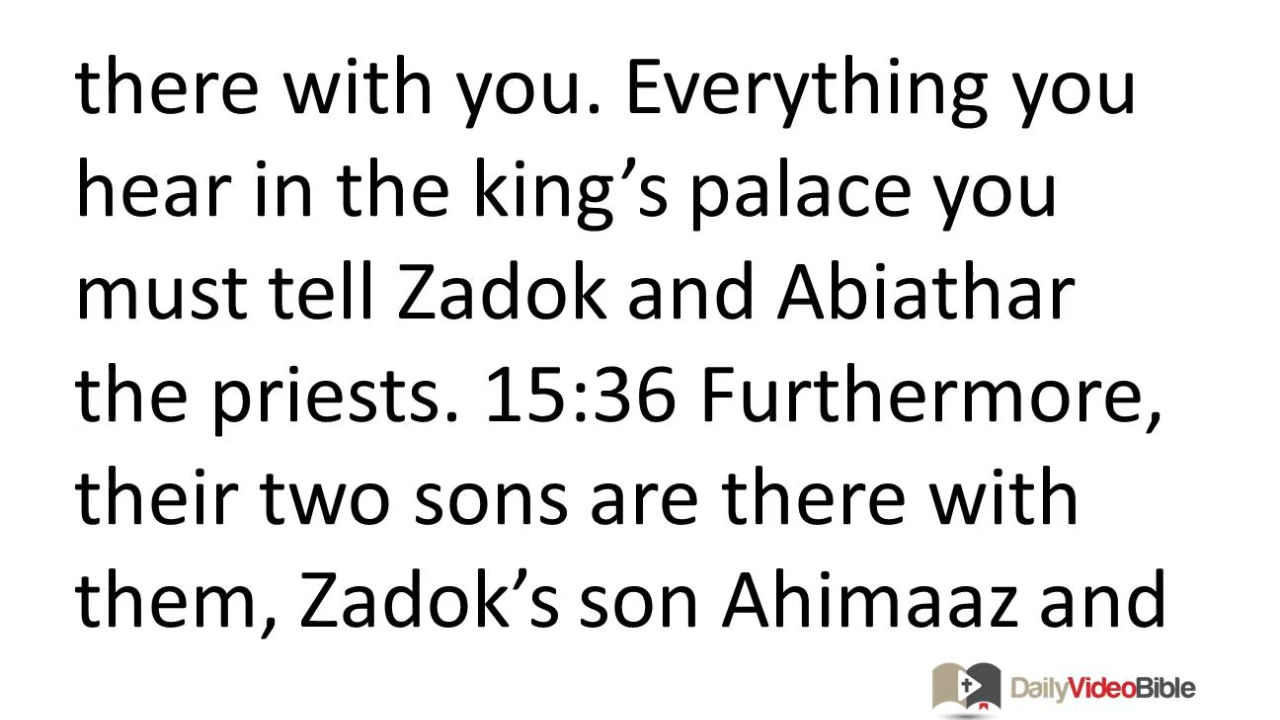 there with you. Everything you
hear in the king’s palace you
must tell Zadok and Abiathar
the priests. 15:36 Furthermore,
their two sons are there with
them, Zadok’s son Ahimaaz and
DailyVideoBible